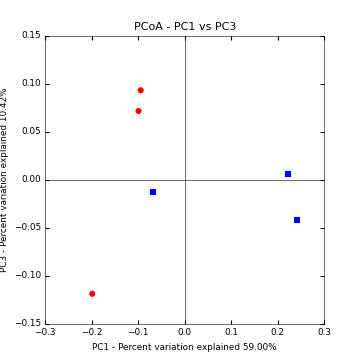 PCoA - PC1 vs PC3
0.15
0.10
0.05
0.00
−0.05
−0.10
−0.15
−0.3 −0.2 −0.1 0.0 0.1 0.2 0.3
PC3 - Percent variation explained 10.42%
PC1 - Percent variation explained 59.00%